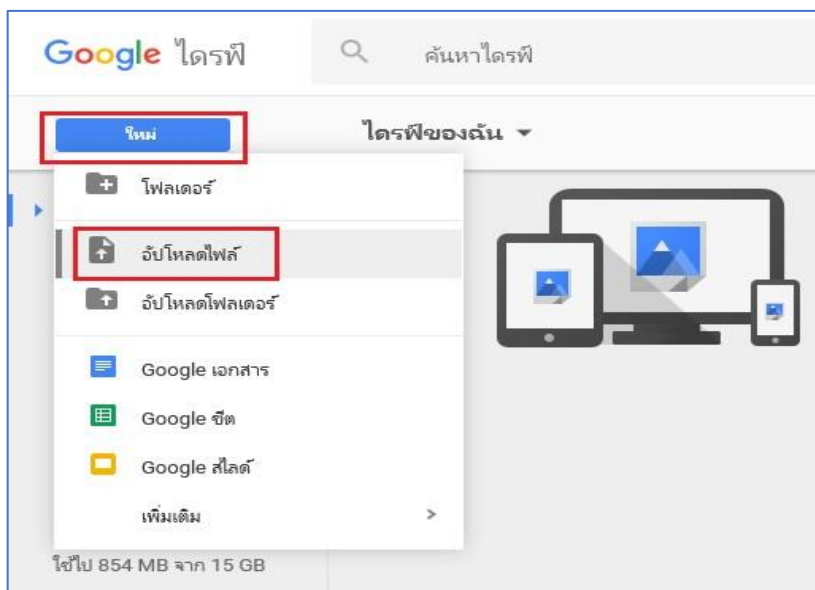 Google ไดรฟ์
ค้นหาไดรฟ์
ใหม่
ไดรฟ์ของฉัน
โฟลเดอร์
อัปโหลดไฟล์
อัปโหลดโฟลเดอร์
Google เอกสาร
Google ชีต
Google สไลด์
เพิ่มเติม
ใช้ไป 854 MB จาก 15 GB